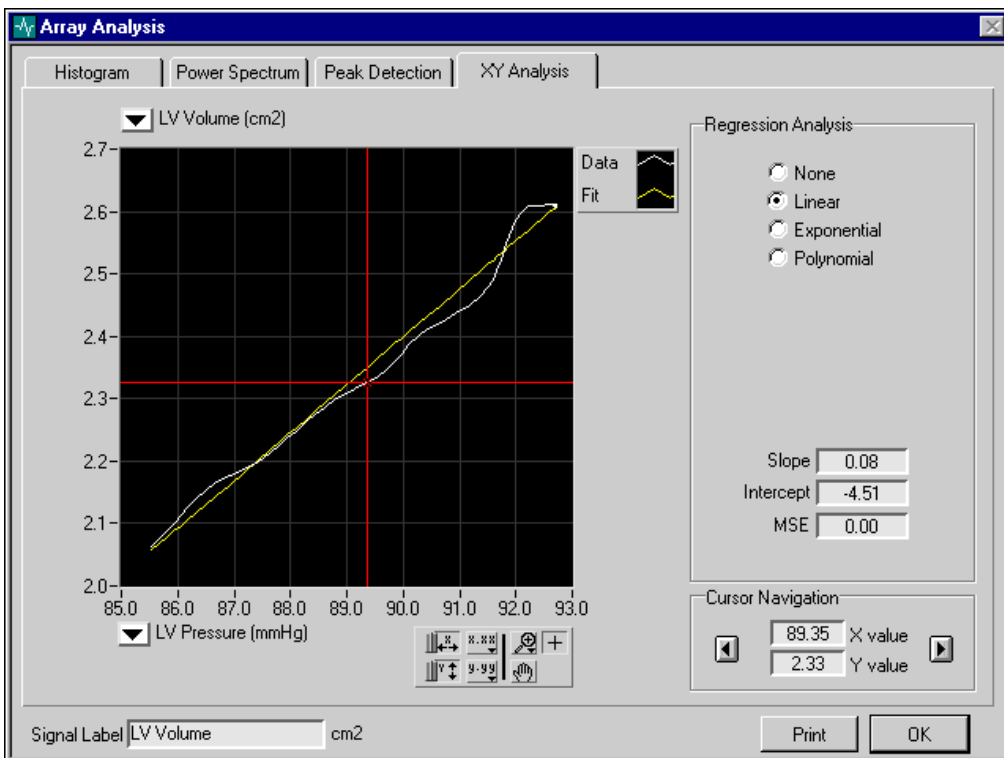 Array Analysis
Histogram
Power Spectrum
Peak Detection
XY Analysis
LV Volume (cm2)
2.7
2.6
2.5
2.4
2.3
2.2
2.1
2.0
85.0 86.0 87.0 88.0 89.0 90.0 91.0 92.0 93.0
LV Pressure (mmHg)
Data
Fit
X
x.xx
Y
y.yy
Regression Analysis
None
Linear
Exponential
Polynomial
Slope 0.08
Intercept -4.51
MSE 0.00
Cursor Navigation
89.35 X value
2.33 Y value
Signal Label LV Volume cm2
Print
OK